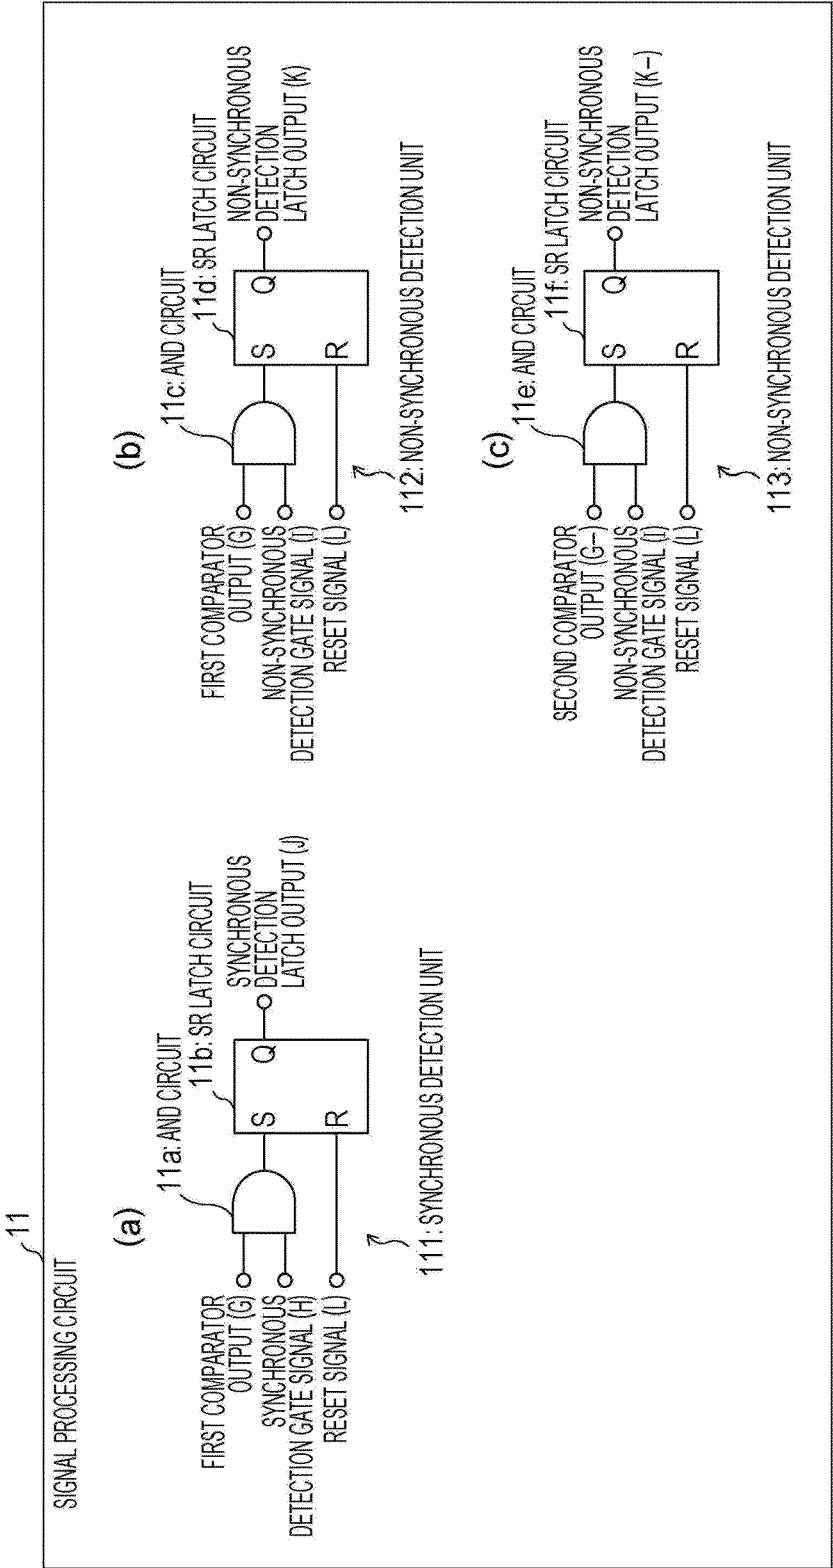 11
SIGNAL PROCESSING CIRCUIT
(a)
11a: AND CIRCUIT
11b: SR LATCH CIRCUIT
FIRST COMPARATOR
OUTPUT (G)
SYNCHRONOUS
DETECTION GATE SIGNAL (H)
RESET SIGNAL (L)
S
R
Q
SYNCHRONOUS
DETECTION
LATCH OUTPUT (J)
111: SYNCHRONOUS DETECTION UNIT
(b)
11c: AND CIRCUIT
11d: SR LATCH CIRCUIT
FIRST COMPARATOR
OUTPUT (G)
NON-SYNCHRONOUS
DETECTION GATE SIGNAL (I)
RESET SIGNAL (L)
S
R
Q
NON-SYNCHRONOUS
DETECTION
LATCH OUTPUT (K)
112: NON-SYNCHRONOUS DETECTION UNIT
(c)
11e: AND CIRCUIT
11f: SR LATCH CIRCUIT
SECOND COMPARATOR
OUTPUT (G−)
NON-SYNCHRONOUS
DETECTION GATE SIGNAL (I)
RESET SIGNAL (L)
S
R
Q
NON-SYNCHRONOUS
DETECTION
LATCH OUTPUT (K−)
113: NON-SYNCHRONOUS DETECTION UNIT